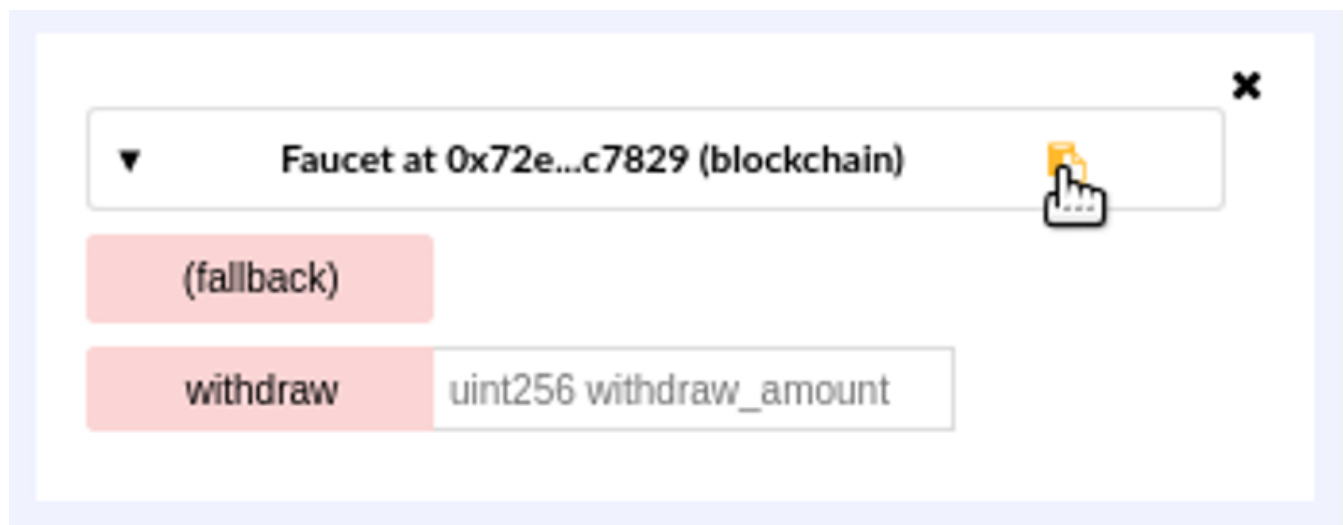 Faucet at 0x72e...c7829 (blockchain)
(fallback)
withdraw uint256 withdraw_amount